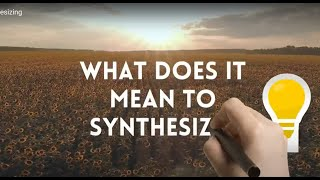 esizing
WHAT DOES IT
MEAN TO
SYNTHESIZ